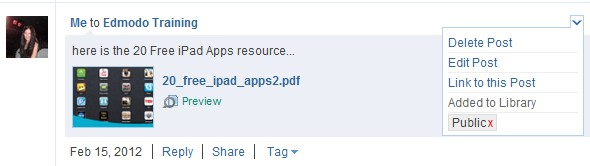 Me to Edmodo Training
here is the 20 Free iPad Apps resource...
20_free_ipad_apps2.pdf
Preview
Feb 15, 2012 | Reply | Share | Tag
Delete Post
Edit Post
Link to this Post
Added to Library
Public x